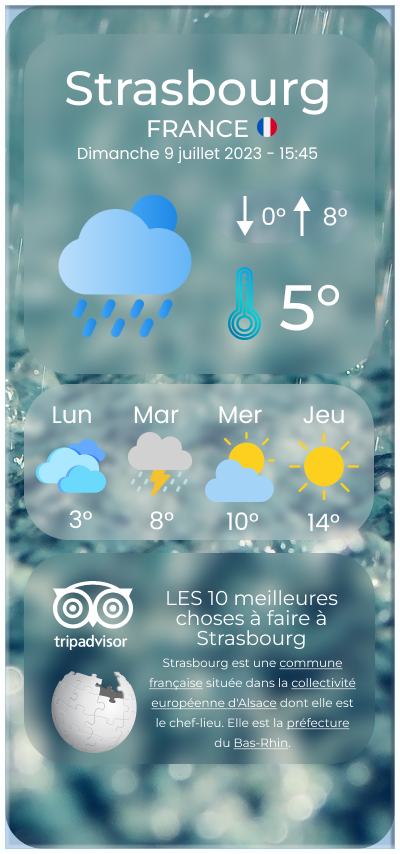 Strasbourg
FRANCE
Dimanche 9 juillet 2023 - 15:45
0° 8°
5°
Lun Mar Mer Jeu
3° 8° 10° 14°
tripadvisor
LES 10 meilleures
choses à faire à
Strasbourg
Strasbourg est une commune
française située dans la collectivité
européenne d'Alsace dont elle est
le chef-lieu. Elle est la préfecture
du Bas-Rhin.